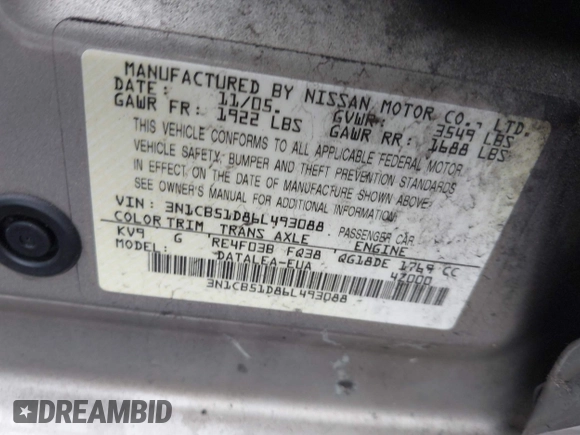 MANUFACTURED BY NISSAN MOTOR CO., LTD.
DATE: 11/05. GVWR: 3549 LBS
GAWR FR: 1922 LBS GAWR RR: 1688 LBS
THIS VEHICLE CONFORMS TO ALL APPLICABLE FEDERAL MOTOR
VEHICLE SAFETY, BUMPER AND THEFT PREVENTION STANDARDS
IN EFFECT ON THE DATE OF MANUFACTURE SHOWN ABOVE.
SEE OWNER'S MANUAL FOR ADDITIONAL INFORMATION.
VIN: 3N1CB51D86L493088 PASSENGER CAR
COLOR TRIM TRANS AXLE ENGINE
KV9 G RE4F03B FQ38 QG18DE 1769 CC
MODEL: DATALEA-EUA 42000
3N1CB51D86L493088
DREAMBID